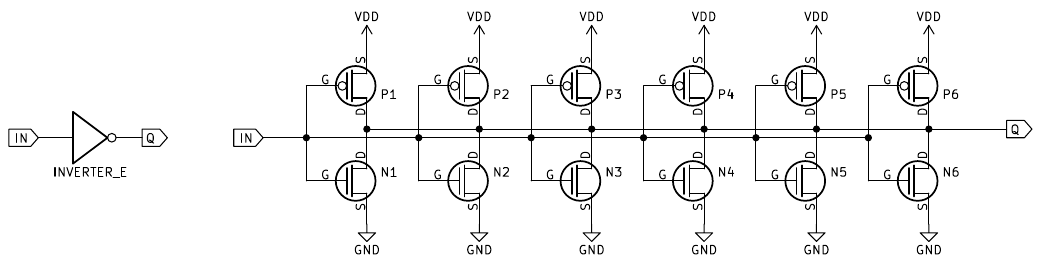 VDD VDD VDD VDD VDD VDD
S S S S S S
G G G G G G
P1 P2 P3 P4 P5 P6
D D D D D D
IN Q IN Q
D D D D D D
INVERTER_E
G G G G G G
N1 N2 N3 N4 N5 N6
S S S S S S
GND GND GND GND GND GND